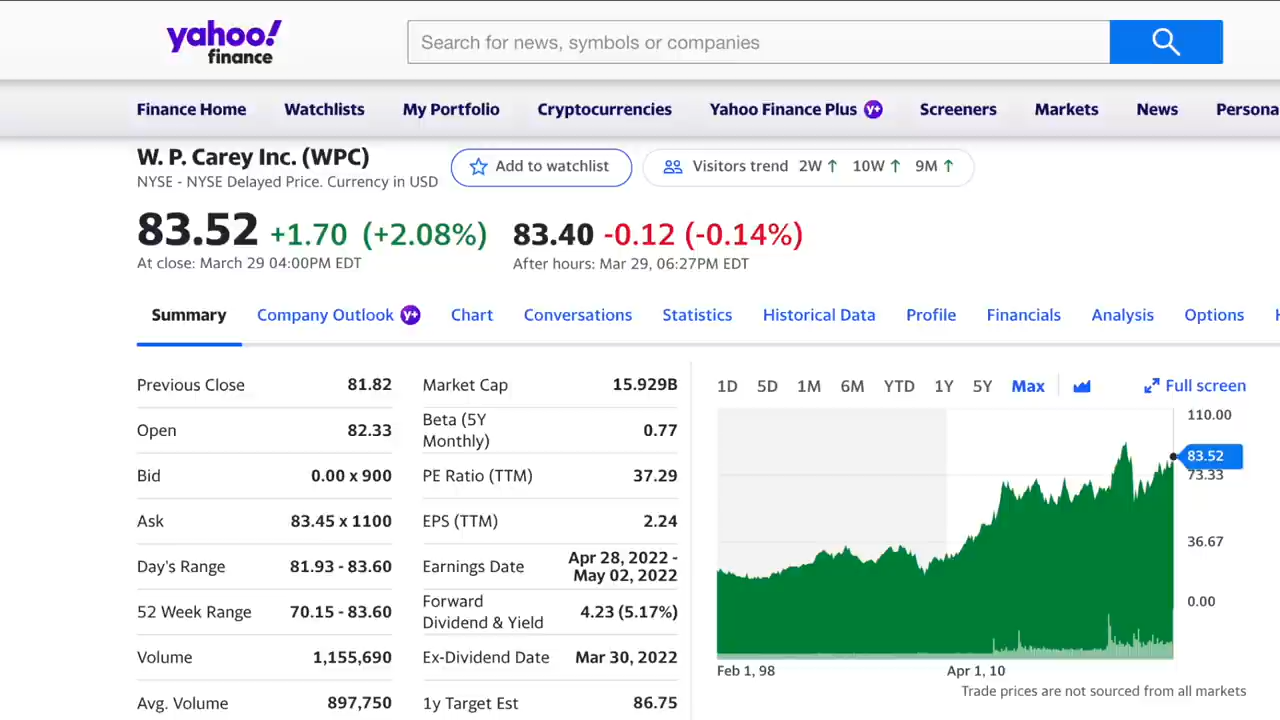 yahoo!
finance
Search for news, symbols or companies
Finance Home Watchlists My Portfolio Cryptocurrencies Yahoo Finance Plus Y+ Screeners Markets News Persona
W. P. Carey Inc. (WPC)
NYSE - NYSE Delayed Price. Currency in USD
Add to watchlist
Visitors trend 2W ↑ 10W ↑ 9M ↑
83.52 +1.70 (+2.08%) 83.40 -0.12 (-0.14%)
At close: March 29 04:00PM EDT After hours: Mar 29, 06:27PM EDT
Summary Company Outlook Y+ Chart Conversations Statistics Historical Data Profile Financials Analysis Options
Previous Close 81.82
Open 82.33
Bid 0.00 x 900
Ask 83.45 x 1100
Day's Range 81.93 - 83.60
52 Week Range 70.15 - 83.60
Volume 1,155,690
Avg. Volume 897,750
Market Cap 15.929B
Beta (5Y
Monthly) 0.77
PE Ratio (TTM) 37.29
EPS (TTM) 2.24
Earnings Date Apr 28, 2022 -
May 02, 2022
Forward
Dividend & Yield 4.23 (5.17%)
Ex-Dividend Date Mar 30, 2022
1y Target Est 86.75
1D 5D 1M 6M YTD 1Y 5Y Max Full screen
110.00
83.52
73.33
36.67
0.00
Feb 1, 98 Apr 1, 10
Trade prices are not sourced from all markets